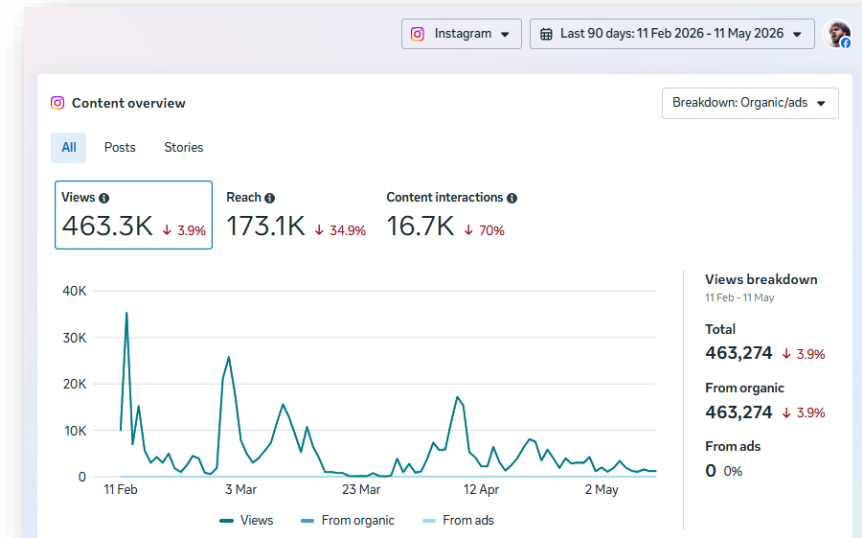 Instagram
Last 90 days: 11 Feb 2026 - 11 May 2026
Content overview
Breakdown: Organic/ads
All Posts Stories
Views Reach Content interactions
463.3K ↓ 3.9% 173.1K ↓ 34.9% 16.7K ↓ 70%
40K
30K
20K
10K
0
11 Feb 3 Mar 23 Mar 12 Apr 2 May
Views From organic From ads
Views breakdown
11 Feb - 11 May
Total
463,274 ↓ 3.9%
From organic
463,274 ↓ 3.9%
From ads
0 0%